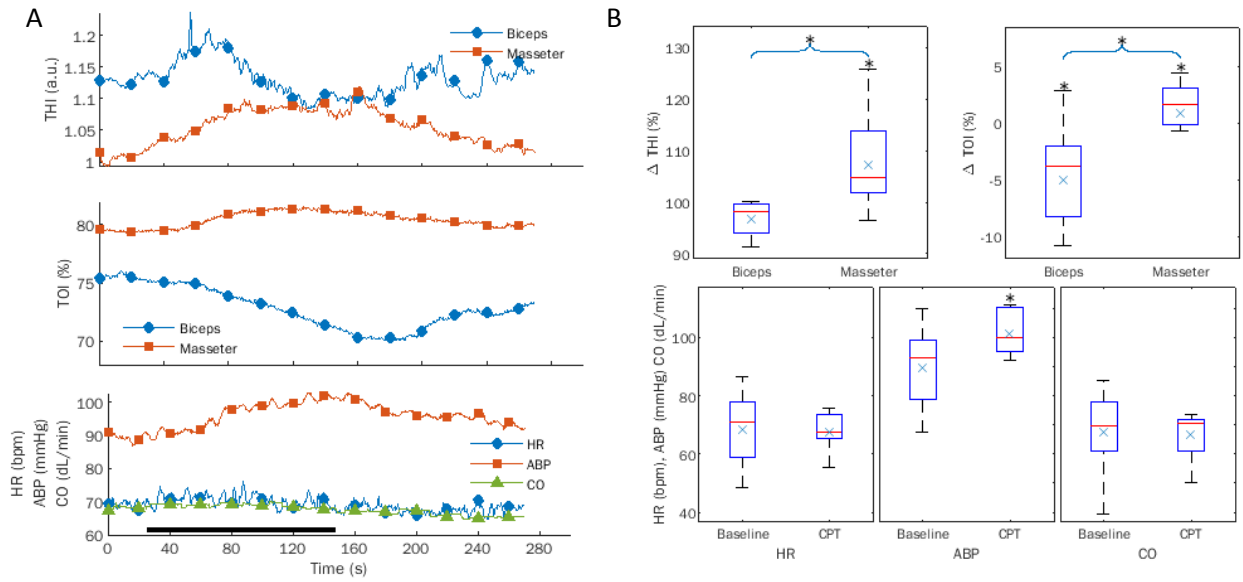 A
1.2
1.15
1.1
1.05
1
THI (a.u.)
Biceps
Masseter
80
75
70
TOI (%)
Biceps
Masseter
100
90
80
70
60
HR (bpm)
ABP (mmHg)
CO (dL/min)
HR
ABP
CO
0 40 80 120 160 200 240 280
Time (s)
B
130
120
110
100
90
Δ THI (%)
*
*
Biceps Masseter
5
0
-5
-10
Δ TOI (%)
*
*
*
Biceps Masseter
100
80
60
40
HR (bpm), ABP (mmHg) CO (dL/min)
*
Baseline CPT Baseline CPT Baseline CPT
HR ABP CO